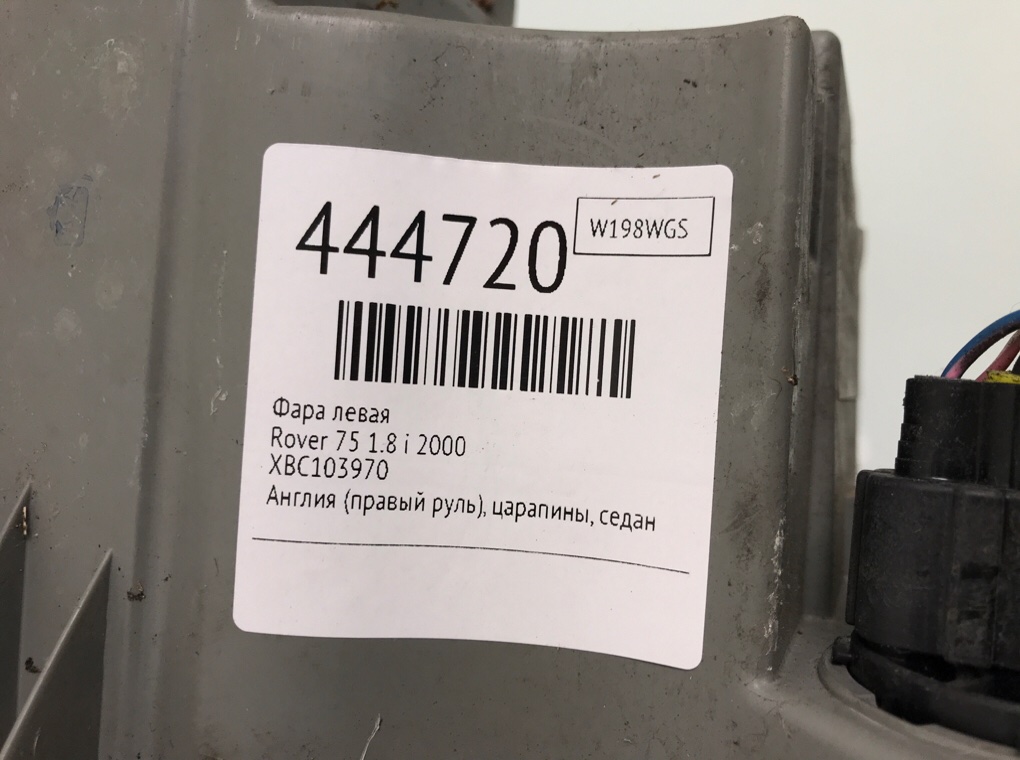 444720
W198WGS
Фара левая
Rover 75 1.8 i 2000
XBC103970
Англия (правый руль), царапины, седан